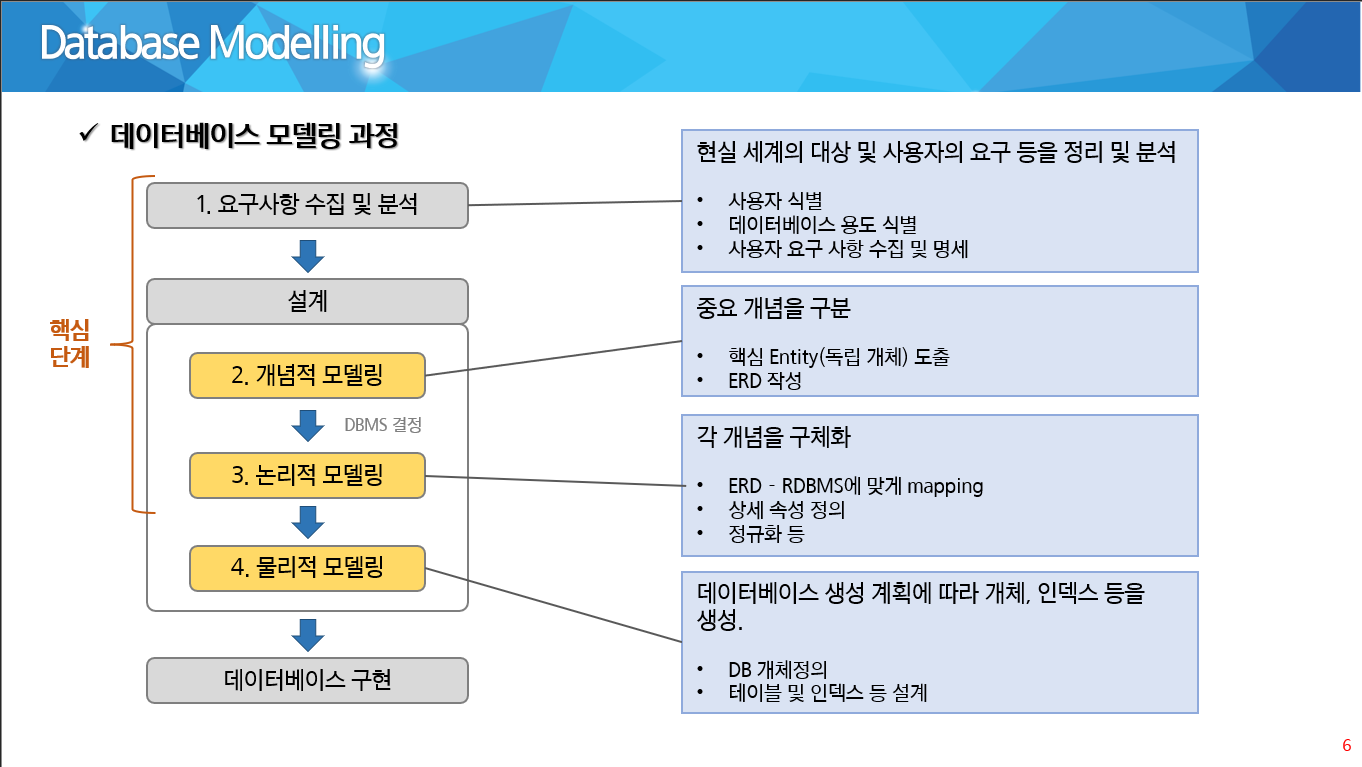 Database Modelling
✓ 데이터베이스 모델링 과정
핵심
단계
1. 요구사항 수집 및 분석
설계
2. 개념적 모델링
DBMS 결정
3. 논리적 모델링
4. 물리적 모델링
데이터베이스 구현
현실 세계의 대상 및 사용자의 요구 등을 정리 및 분석
• 사용자 식별
• 데이터베이스 용도 식별
• 사용자 요구 사항 수집 및 명세
중요 개념을 구분
• 핵심 Entity(독립 개체) 도출
• ERD 작성
각 개념을 구체화
• ERD - RDBMS에 맞게 mapping
• 상세 속성 정의
• 정규화 등
데이터베이스 생성 계획에 따라 개체, 인덱스 등을
생성.
• DB 개체정의
• 테이블 및 인덱스 등 설계
6